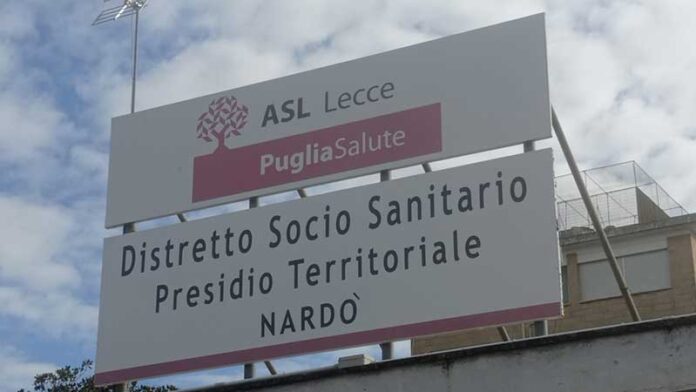 ASL Lecce
PugliaSalute
Distretto Socio Sanitario
Presidio Territoriale
NARDÒ